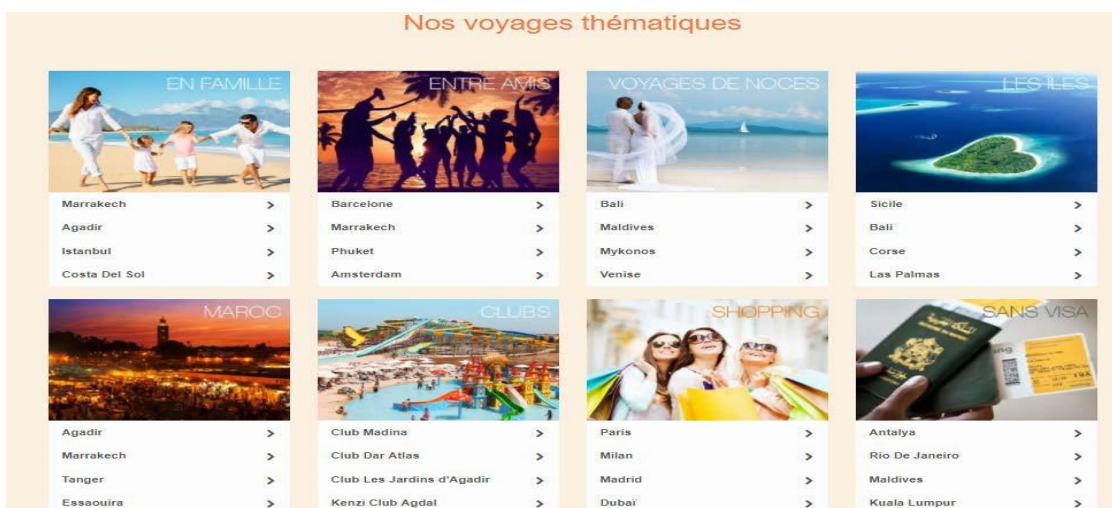 Nos voyages thématiques
EN FAMILLE
Marrakech
Agadir
Istanbul
Costa Del Sol
ENTRE AMIS
Barcelone
Marrakech
Phuket
Amsterdam
VOYAGES DE NOCES
Bali
Maldives
Mykonos
Venise
LES ÎLES
Sicile
Bali
Corse
Las Palmas
MAROC
Agadir
Marrakech
Tanger
Essaouira
CLUBS
Club Madina
Club Dar Atlas
Club Les Jardins d'Agadir
Kenzi Club Agdal
SHOPPING
Paris
Milan
Madrid
Dubaï
SANS VISA
Antalya
Rio De Janeiro
Maldives
Kuala Lumpur